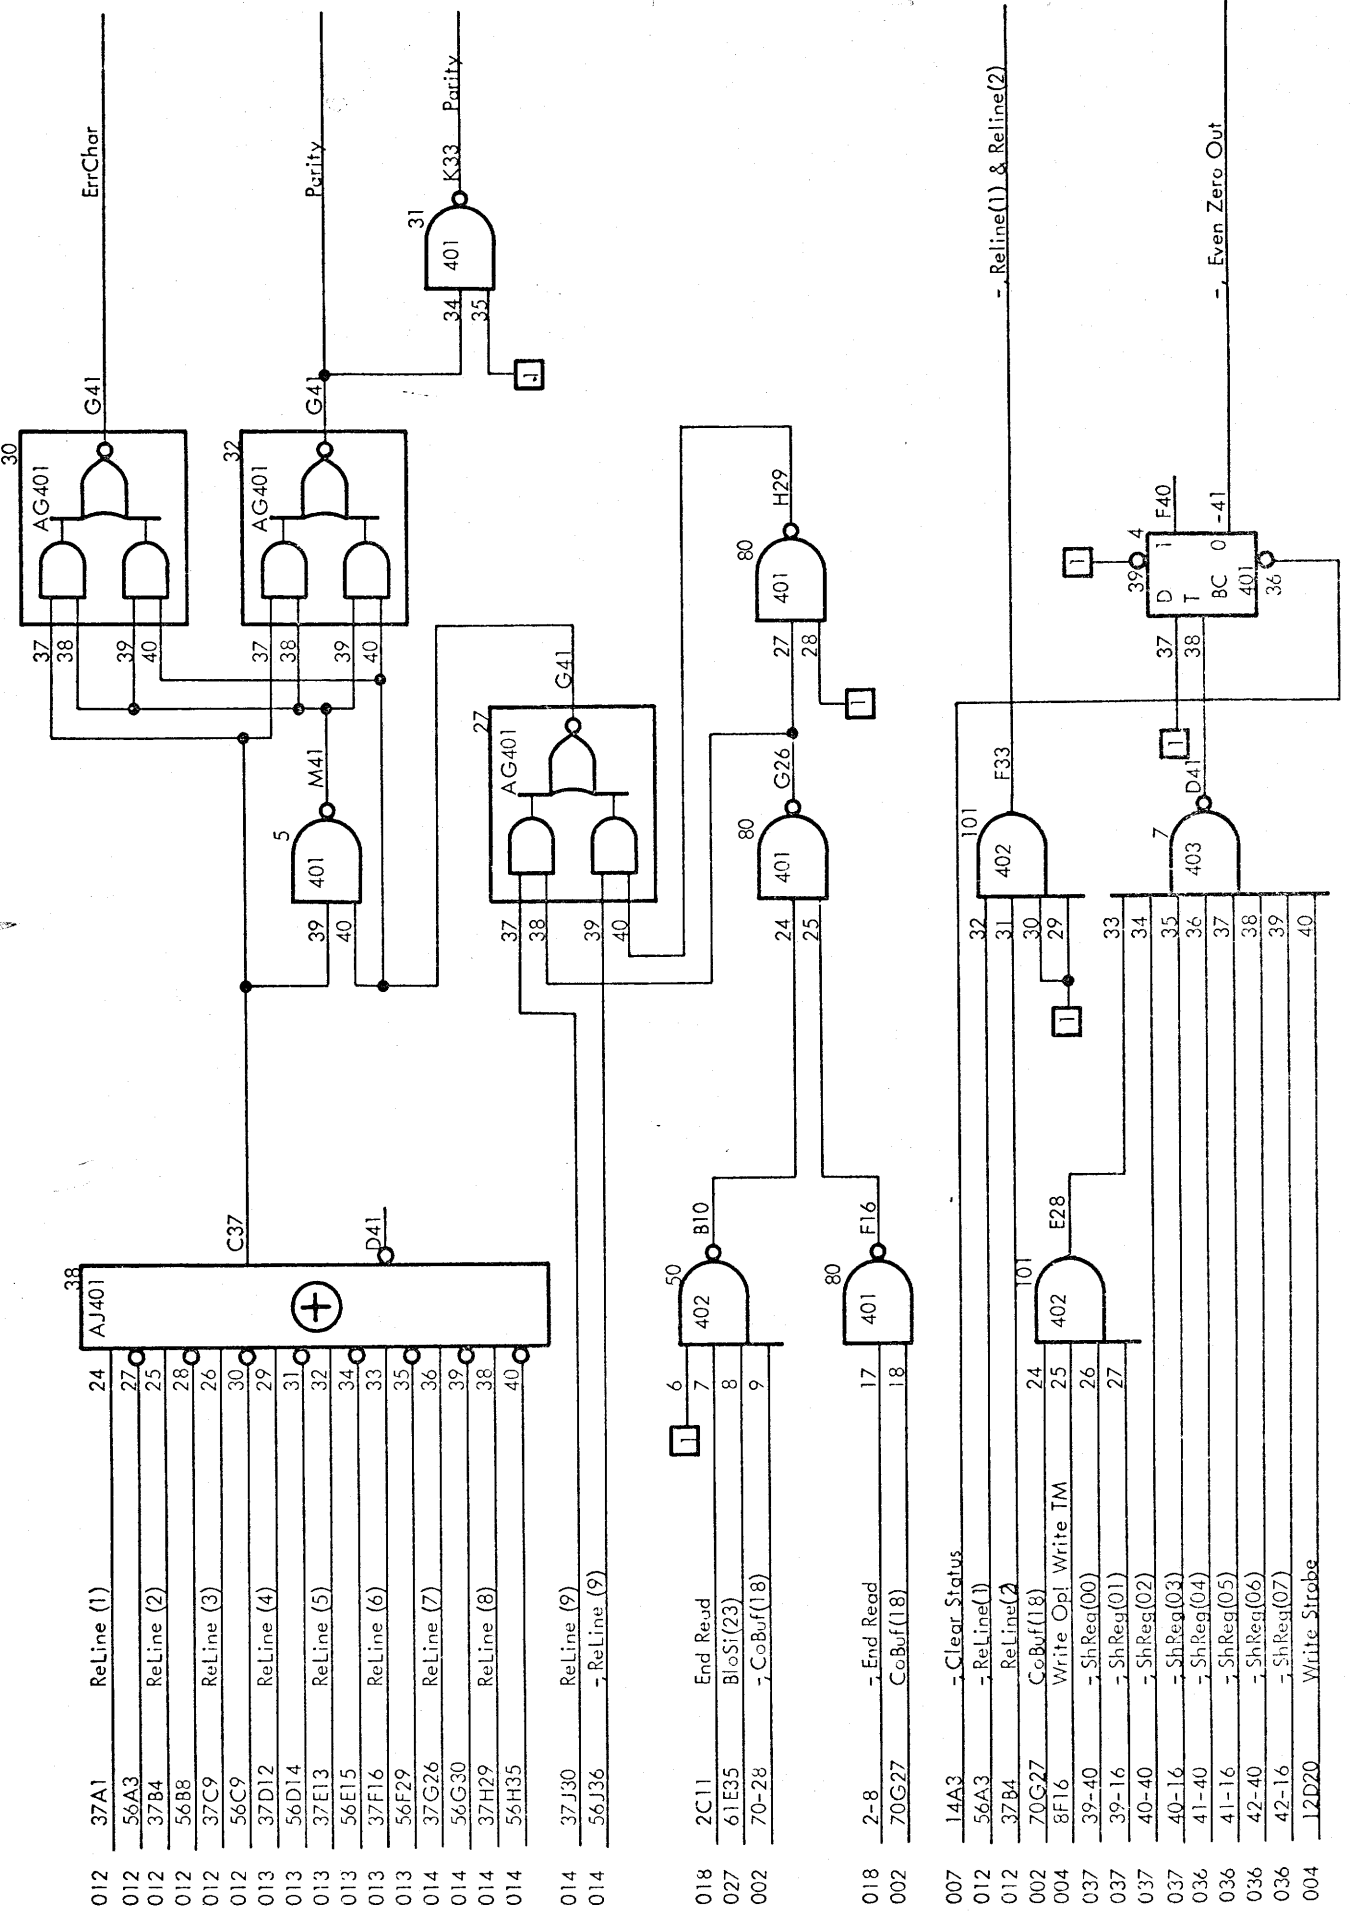 ErrChar
Parity
Parity
-, Reline(1) & Reline(2)
-, Even Zero Out
30
AG401
G41
37
38
39
40
32
AG401
G41
37
38
39
40
31
401
K33
34
35
1
5
401
M41
39
40
27
AG401
G41
37
38
39
40
80
401
H29
27
28
1
80
401
G26
24
25
101
402
F33
32
31
30
29
1
4
F40
39
1
D 1
T
BC 0
401
-41
36
37
38
1
7
403
D41
33
34
35
36
37
38
39
40
38
AJ401
C37
D41
50
402
B10
6
7
8
9
1
80
401
F16
17
18
101
402
E28
24
25
26
27
012 37A1 ReLine (1) 24
012 56A3 27
012 37B4 ReLine (2) 25
012 56B8 28
012 37C9 ReLine (3) 26
012 56C9 30
013 37D12 ReLine (4) 29
013 56D14 31
013 37E13 ReLine (5) 32
013 56E15 34
013 37F16 ReLine (6) 33
013 56F29 35
014 37G26 ReLine (7) 36
014 56G30 39
014 37H29 ReLine (8) 38
014 56H35 40
014 37J30 ReLine (9)
014 56J36 -, ReLine (9)
018 2C11 End Read
027 61E35 BloSi(23)
002 70-28 -, CoBuf(18)
018 2-8 -, End Read
002 70G27 CoBuf(18)
007 14A3 -, Clear Status
012 56A3 -, ReLine(1)
012 37B4 ReLine(2)
002 70G27 CoBuf(18)
004 8F16 Write Op! Write TM
037 39-40 -, ShReg(00)
037 39-16 -, ShReg(01)
037 40-40 -, ShReg(02)
037 40-16 -, ShReg(03)
036 41-40 -, ShReg(04)
036 41-16 -, ShReg(05)
036 42-40 -, ShReg(06)
036 42-16 -, ShReg(07)
004 12D20 Write Strobe